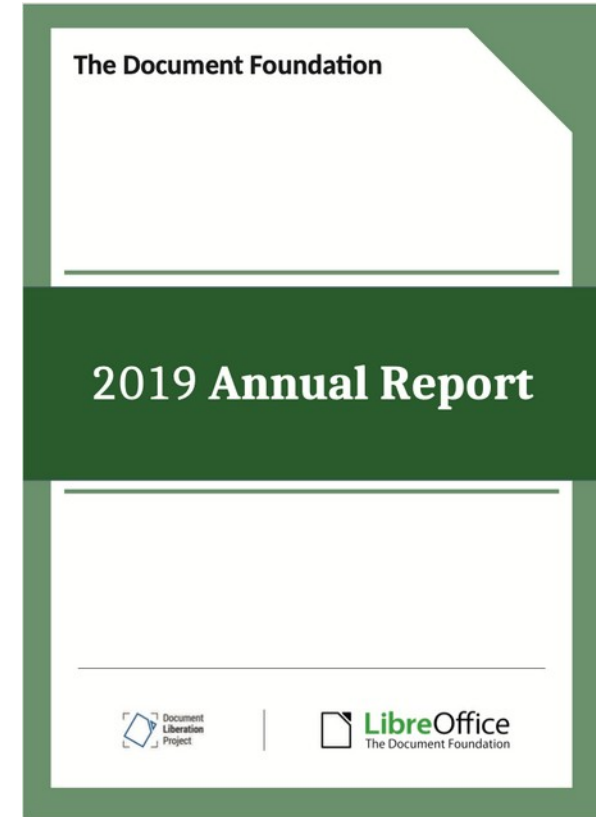 The Document Foundation
2019 Annual Report
Document
Liberation
Project
LibreOffice
The Document Foundation